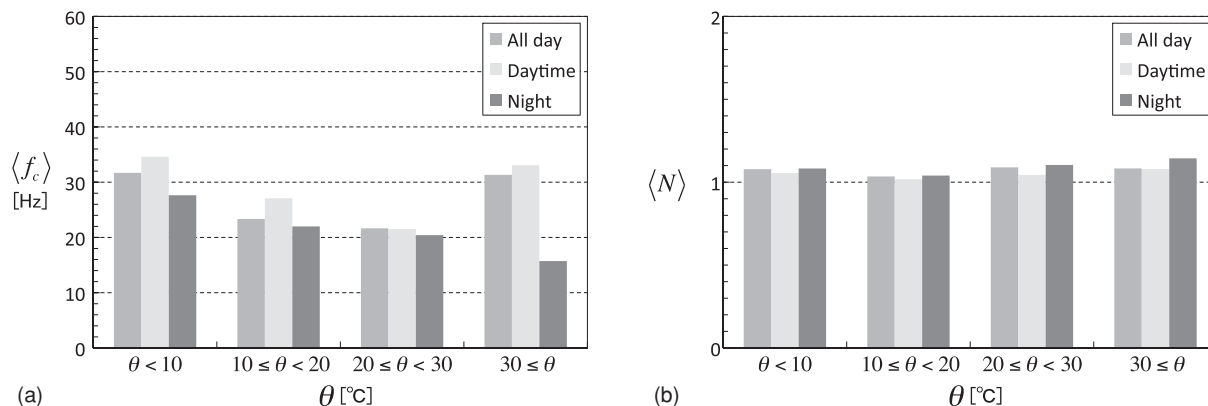 60
50
40
30
20
10
0
⟨f_c⟩
[Hz]
All day
Daytime
Night
θ < 10
10 ≤ θ < 20
20 ≤ θ < 30
30 ≤ θ
θ [℃]
(a)
2
1
0
⟨N⟩
All day
Daytime
Night
θ < 10
10 ≤ θ < 20
20 ≤ θ < 30
30 ≤ θ
θ [℃]
(b)